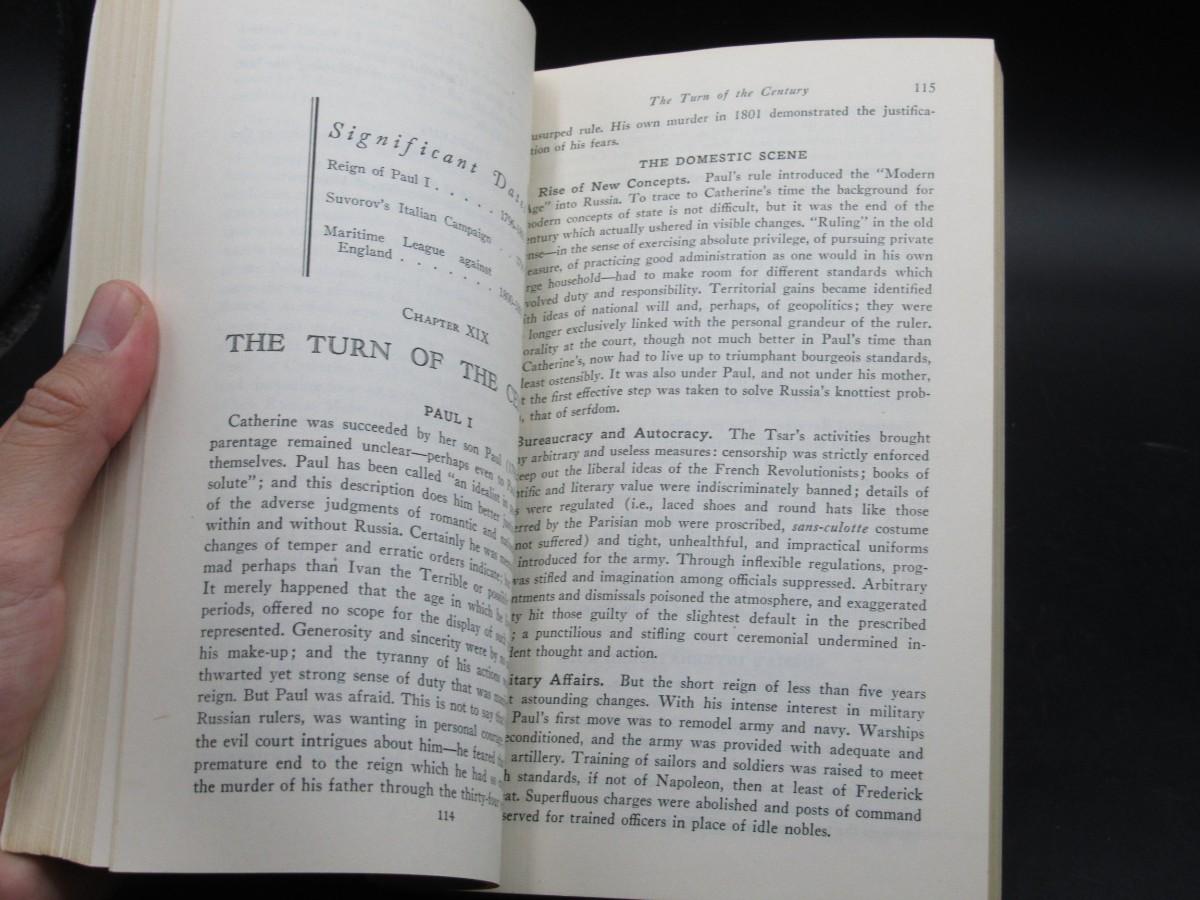 Significant
Reign of Paul I . . . . .
Suvorov's Italian Campaign
Maritime League against
England . . . . . . .
CHAPTER XIX
THE TURN OF THE
PAUL I
Catherine was succeeded by her son Paul
parentage remained unclear—perhaps even to
themselves. Paul has been called "an idealist in
solute"; and this description does him better
of the adverse judgments of romantic and
within and without Russia. Certainly he was
changes of temper and erratic orders indicate;
mad perhaps than Ivan the Terrible or
It merely happened that the age in which he
periods, offered no scope for the display of
represented. Generosity and sincerity were by
his make-up; and the tyranny of his actions
thwarted yet strong sense of duty that was
reign. But Paul was afraid. This is not to say
Russian rulers, was wanting in personal
the evil court intrigues about him—he feared
premature end to the reign which he had so
the murder of his father through the thirty-four
114
The Turn of the Century 115
usurped rule. His own murder in 1801 demonstrated the justifica-
tion of his fears.
THE DOMESTIC SCENE
Rise of New Concepts. Paul's rule introduced the "Modern
Age" into Russia. To trace to Catherine's time the background for
modern concepts of state is not difficult, but it was the end of the
century which actually ushered in visible changes. "Ruling" in the old
nse—in the sense of exercising absolute privilege, of pursuing private
easure, of practicing good administration as one would in his own
rge household—had to make room for different standards which
volved duty and responsibility. Territorial gains became identified
ith ideas of national will and, perhaps, of geopolitics; they were
longer exclusively linked with the personal grandeur of the ruler.
orality at the court, though not much better in Paul's time than
Catherine's, now had to live up to triumphant bourgeois standards,
least ostensibly. It was also under Paul, and not under his mother,
t the first effective step was taken to solve Russia's knottiest prob-
, that of serfdom.
Bureaucracy and Autocracy. The Tsar's activities brought
y arbitrary and useless measures: censorship was strictly enforced
eep out the liberal ideas of the French Revolutionists; books of
ntific and literary value were indiscriminately banned; details of
s were regulated (i.e., laced shoes and round hats like those
erred by the Parisian mob were proscribed, sans-culotte costume
not suffered) and tight, unhealthful, and impractical uniforms
introduced for the army. Through inflexible regulations, prog-
was stifled and imagination among officials suppressed. Arbitrary
ntments and dismissals poisoned the atmosphere, and exaggerated
ty hit those guilty of the slightest default in the prescribed
; a punctilious and stifling court ceremonial undermined in-
dent thought and action.
itary Affairs. But the short reign of less than five years
t astounding changes. With his intense interest in military
Paul's first move was to remodel army and navy. Warships
econditioned, and the army was provided with adequate and
artillery. Training of sailors and soldiers was raised to meet
h standards, if not of Napoleon, then at least of Frederick
at. Superfluous charges were abolished and posts of command
served for trained officers in place of idle nobles.